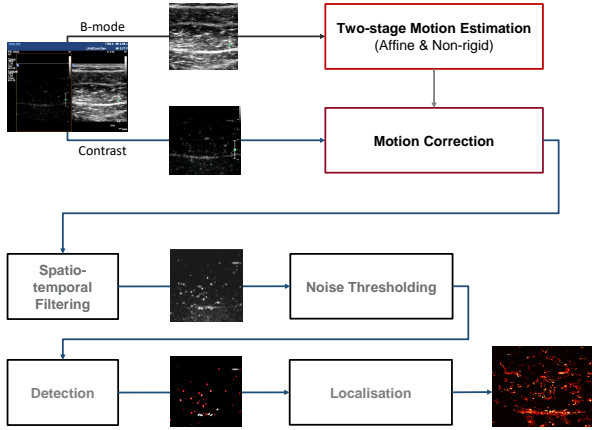 B-mode
Two-stage Motion Estimation
(Affine & Non-rigid)
Contrast
Motion Correction
Spatio-
temporal
Filtering
Noise Thresholding
Detection
Localisation